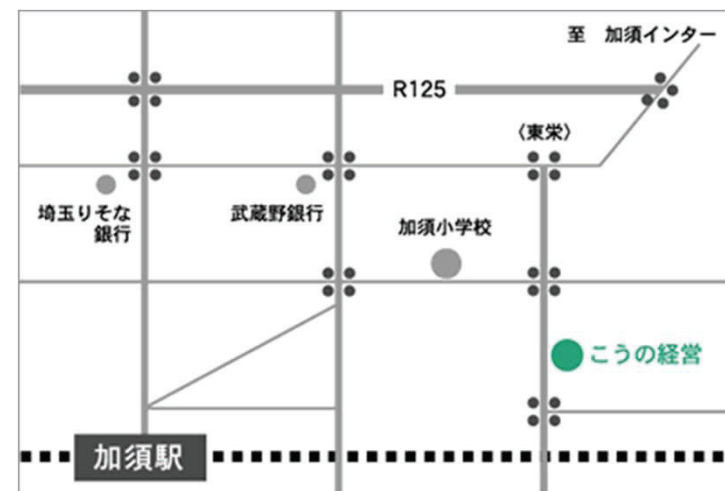 至 加須インター
R125
〈東栄〉
埼玉りそな
銀行
武蔵野銀行
加須小学校
こうの経営
加須駅